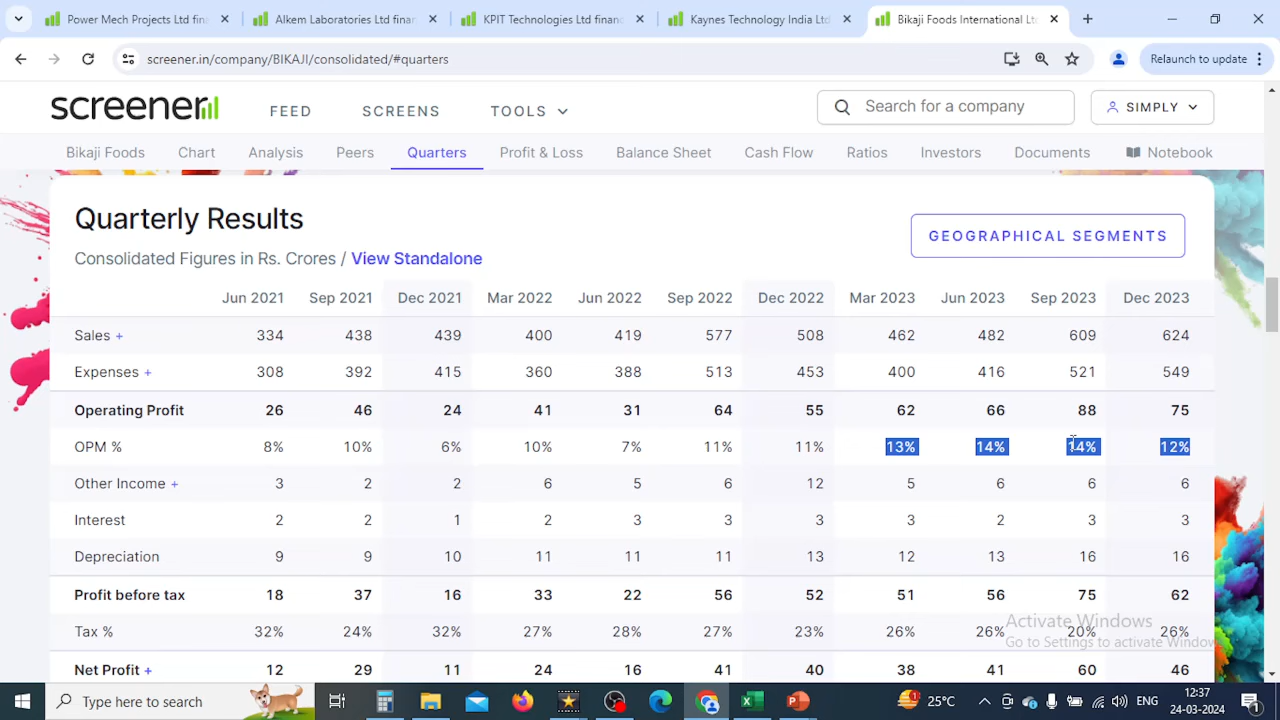 Power Mech Projects Ltd fina
Alkem Laboratories Ltd finan
KPIT Technologies Ltd financ
Kaynes Technology India Ltd
Bikaji Foods International Lt
screener.in/company/BIKAJI/consolidated/#quarters
Relaunch to update
screener
FEED
SCREENS
TOOLS
Search for a company
SIMPLY
Bikaji Foods Chart Analysis Peers Quarters Profit & Loss Balance Sheet Cash Flow Ratios Investors Documents Notebook
Quarterly Results
GEOGRAPHICAL SEGMENTS
Consolidated Figures in Rs. Crores / View Standalone
Jun 2021 Sep 2021 Dec 2021 Mar 2022 Jun 2022 Sep 2022 Dec 2022 Mar 2023 Jun 2023 Sep 2023 Dec 2023
Sales + 334 438 439 400 419 577 508 462 482 609 624
Expenses + 308 392 415 360 388 513 453 400 416 521 549
Operating Profit 26 46 24 41 31 64 55 62 66 88 75
OPM % 8% 10% 6% 10% 7% 11% 11% 13% 14% 14% 12%
Other Income + 3 2 2 6 5 6 12 5 6 6 6
Interest 2 2 1 2 3 3 3 3 2 3 3
Depreciation 9 9 10 11 11 11 13 12 13 16 16
Profit before tax 18 37 16 33 22 56 52 51 56 75 62
Tax % 32% 24% 32% 27% 28% 27% 23% 26% 26% 20% 26%
Net Profit + 12 29 11 24 16 41 40 38 41 60 46
Activate Windows
Go to Settings to activate Windows
Type here to search
25°C
ENG
12:37
24-03-2024